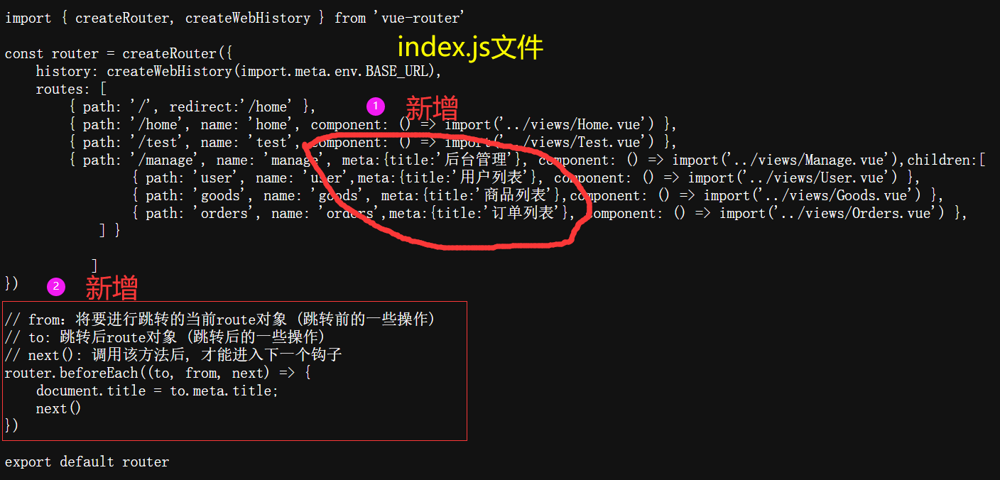 import { createRouter, createWebHistory } from 'vue-router'
index.js文件
const router = createRouter({
    history: createWebHistory(import.meta.env.BASE_URL),
    routes: [
        { path: '/', redirect:'/home' },
1 新增
        { path: '/home', name: 'home', component: () => import('../views/Home.vue') },
        { path: '/test', name: 'test', component: () => import('../views/Test.vue') },
        { path: '/manage', name: 'manage', meta:{title:'后台管理'}, component: () => import('../views/Manage.vue'),children:[
                { path: 'user', name: 'user',meta:{title:'用户列表'}, component: () => import('../views/User.vue') },
                { path: 'goods', name: 'goods', meta:{title:'商品列表'},component: () => import('../views/Goods.vue') },
                { path: 'orders', name: 'orders',meta:{title:'订单列表'}, component: () => import('../views/Orders.vue') },
            ] }
           ]
})
2 新增
// from: 将要进行跳转的当前route对象 (跳转前的一些操作)
// to: 跳转后route对象 (跳转后的一些操作)
// next(): 调用该方法后, 才能进入下一个钩子
router.beforeEach((to, from, next) => {
    document.title = to.meta.title;
    next()
})
export default router